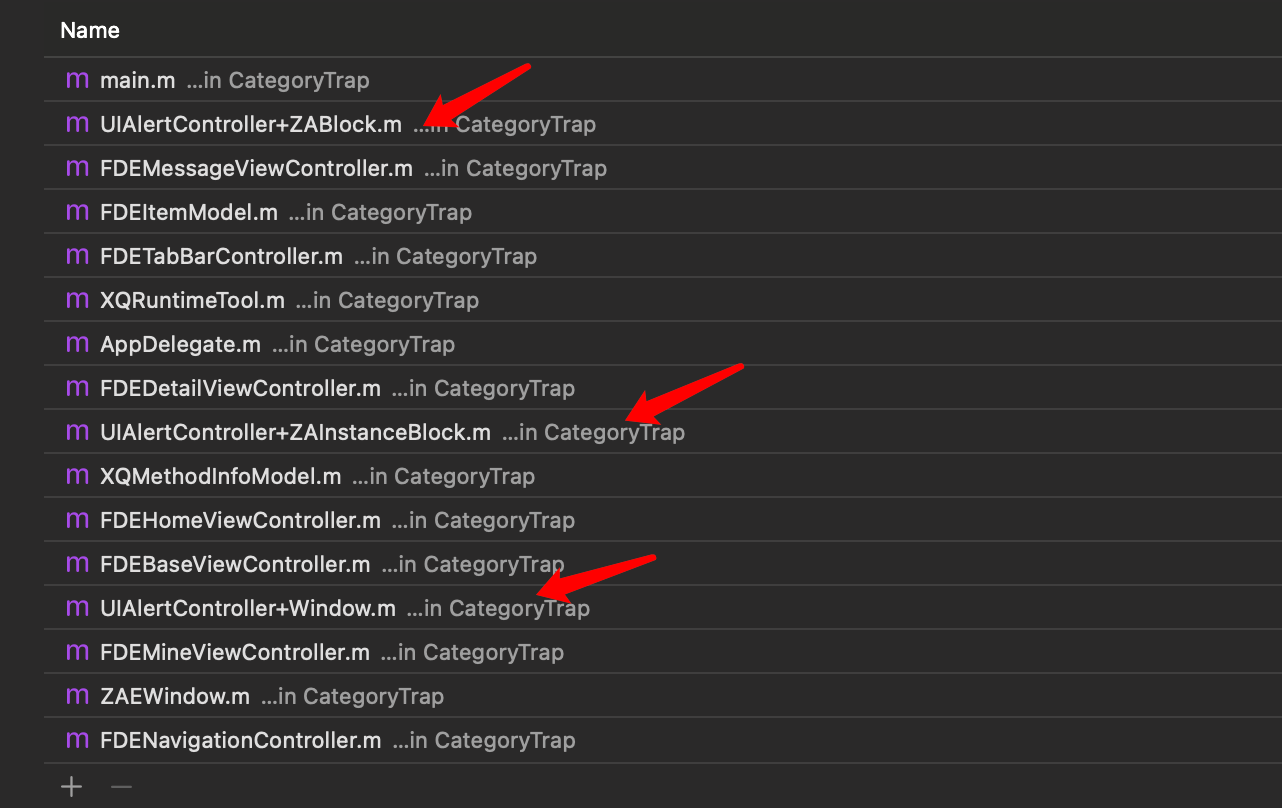 Name
m main.m ...in CategoryTrap
m UIAlertController+ZABlock.m ...in CategoryTrap
m FDEMessageViewController.m ...in CategoryTrap
m FDEItemModel.m ...in CategoryTrap
m FDETabBarController.m ...in CategoryTrap
m XQRuntimeTool.m ...in CategoryTrap
m AppDelegate.m ...in CategoryTrap
m FDEDetailViewController.m ...in CategoryTrap
m UIAlertController+ZAInstanceBlock.m ...in CategoryTrap
m XQMethodInfoModel.m ...in CategoryTrap
m FDEHomeViewController.m ...in CategoryTrap
m FDEBaseViewController.m ...in CategoryTrap
m UIAlertController+Window.m ...in CategoryTrap
m FDEMineViewController.m ...in CategoryTrap
m ZAEWindow.m ...in CategoryTrap
m FDENavigationController.m ...in CategoryTrap